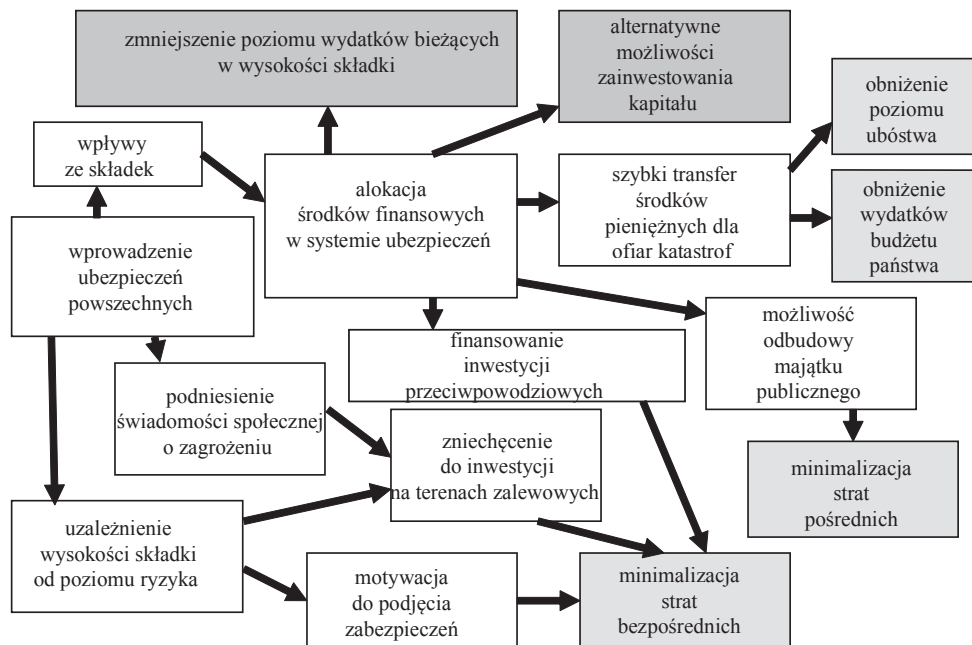 zmniejszenie poziomu wydatków bieżących
w wysokości składki
alternatywne
możliwości
zainwestowania
kapitału
obniżenie
poziomu
ubóstwa
wpływy
ze składek
alokacja
środków finansowych
w systemie ubezpieczeń
szybki transfer
środków
pieniężnych dla
ofiar katastrof
obniżenie
wydatków
budżetu
państwa
wprowadzenie
ubezpieczeń
powszechnych
możliwość
odbudowy
majątku
publicznego
finansowanie
inwestycji
przeciwpowodziowych
podniesienie
świadomości społecznej
o zagrożeniu
zniechęcenie
do inwestycji
na terenach zalewowych
minimalizacja
strat
pośrednich
uzależnienie
wysokości składki
od poziomu ryzyka
motywacja
do podjęcia
zabezpieczeń
minimalizacja
strat
bezpośrednich